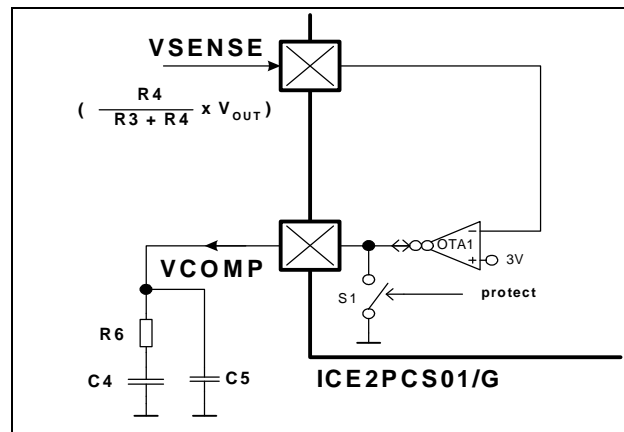 VSENSE
( R4
R3 + R4 x VOUT)
OTA1
−
+
3V
VCOMP
S1
protect
R6
C4
C5
ICE2PCS01/G